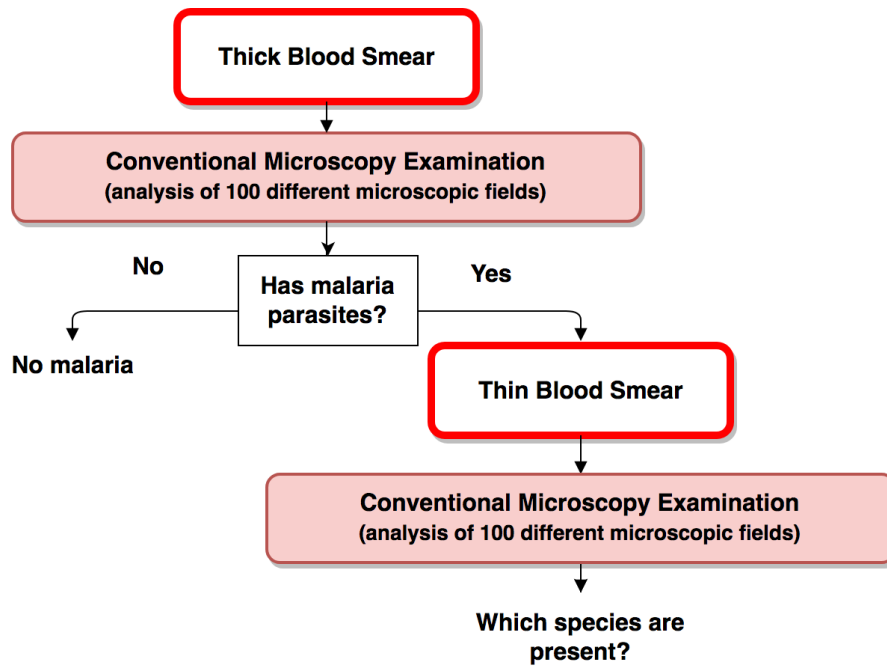 Thick Blood Smear
Conventional Microscopy Examination
(analysis of 100 different microscopic fields)
No
Yes
Has malaria
parasites?
No malaria
Thin Blood Smear
Conventional Microscopy Examination
(analysis of 100 different microscopic fields)
Which species are
present?